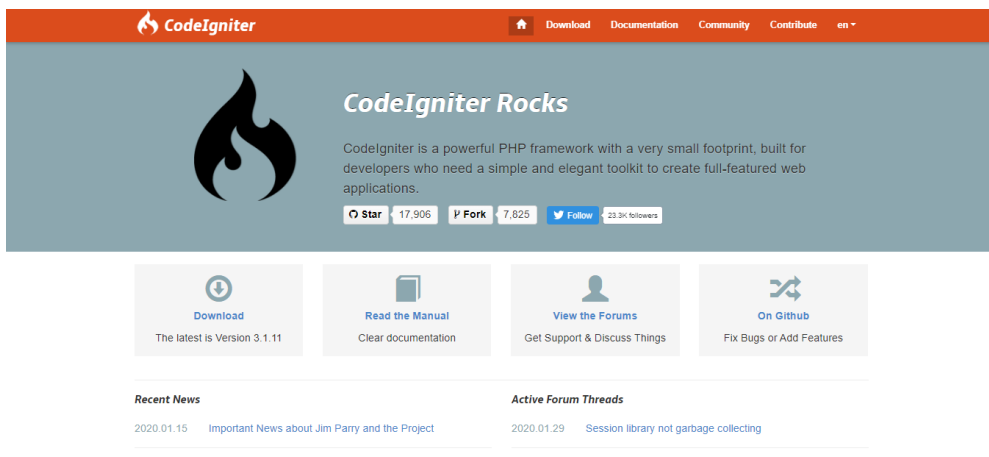 CodeIgniter
Download Documentation Community Contribute en
CodeIgniter Rocks
CodeIgniter is a powerful PHP framework with a very small footprint, built for
developers who need a simple and elegant toolkit to create full-featured web
applications.
Star 17,906 Fork 7,825 Follow 23.3K followers
Download
The latest is Version 3.1.11
Read the Manual
Clear documentation
View the Forums
Get Support & Discuss Things
On Github
Fix Bugs or Add Features
Recent News
2020.01.15 Important News about Jim Parry and the Project
Active Forum Threads
2020.01.29 Session library not garbage collecting